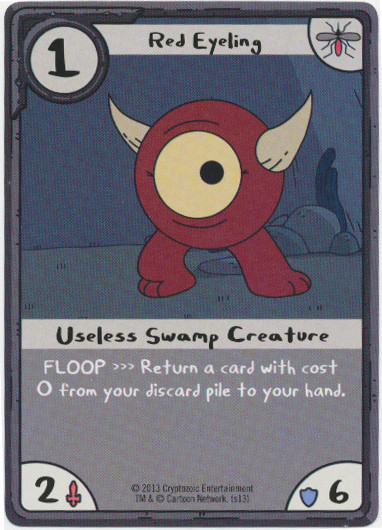 1
Red Eyeling
Useless Swamp Creature
FLOOP >>> Return a card with cost
0 from your discard pile to your hand.
2
© 2013 Cryptozoic Entertainment
TM & © Cartoon Network. (s13)
6